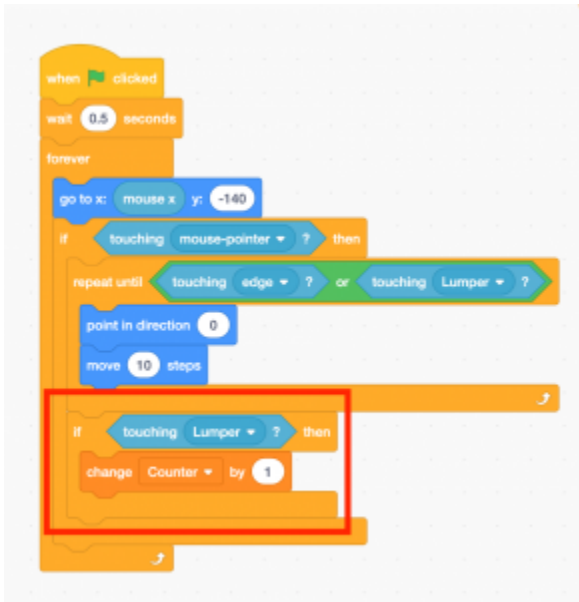 when clicked
wait 0.5 seconds
forever
go to x: mouse x y: -140
if touching mouse-pointer ? then
repeat until touching edge ? or touching Lumper ?
point in direction 0
move 10 steps
if touching Lumper ? then
change Counter by 1